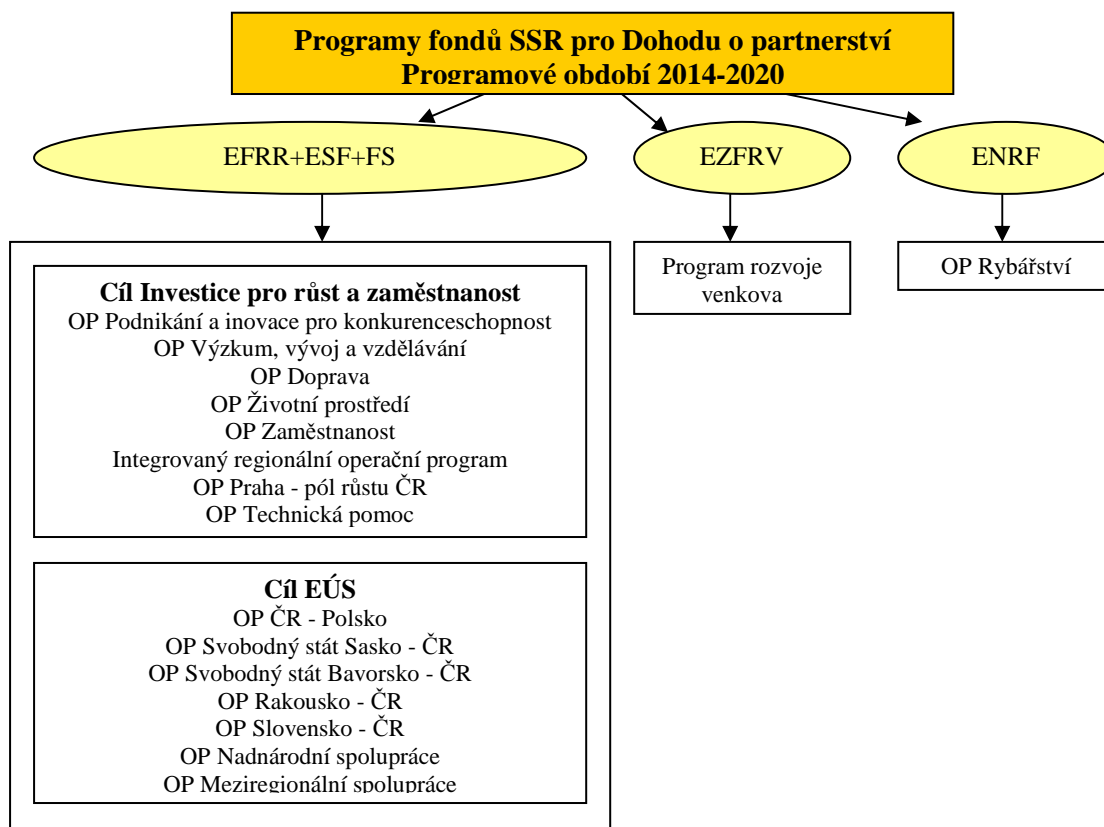 Programy fondů SSR pro Dohodu o partnerství
Programové období 2014-2020
EFRR+ESF+FS
EZFRV
ENRF
Cíl Investice pro růst a zaměstnanost
OP Podnikání a inovace pro konkurenceschopnost
OP Výzkum, vývoj a vzdělávání
OP Doprava
OP Životní prostředí
OP Zaměstnanost
Integrovaný regionální operační program
OP Praha - pól růstu ČR
OP Technická pomoc
Cíl EÚS
OP ČR - Polsko
OP Svobodný stát Sasko - ČR
OP Svobodný stát Bavorsko - ČR
OP Rakousko - ČR
OP Slovensko - ČR
OP Nadnárodní spolupráce
OP Meziregionální spolupráce
Program rozvoje
venkova
OP Rybářství